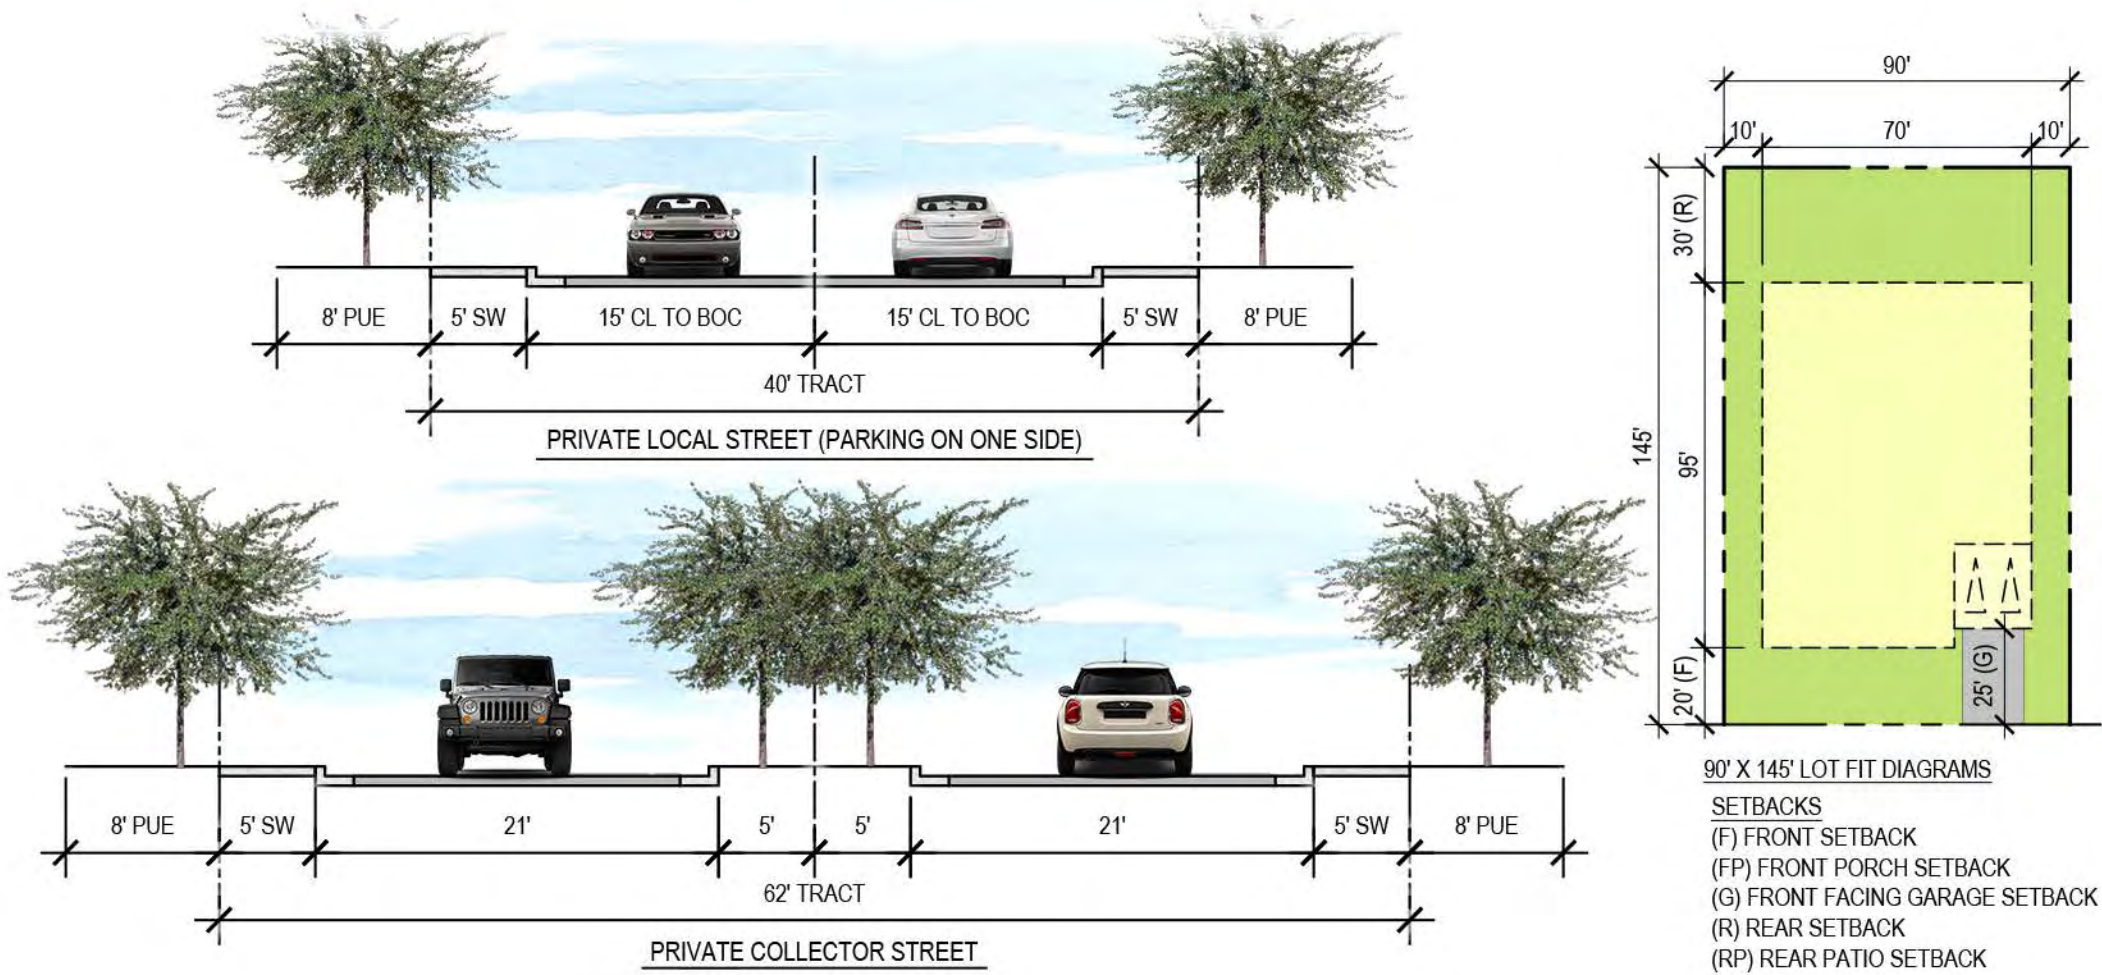 8' PUE
5' SW
15' CL TO BOC
15' CL TO BOC
5' SW
8' PUE
40' TRACT
PRIVATE LOCAL STREET (PARKING ON ONE SIDE)
8' PUE
5' SW
21'
5'
5'
21'
5' SW
8' PUE
62' TRACT
PRIVATE COLLECTOR STREET
90'
10'
70'
10'
30' (R)
145'
95'
20' (F)
25' (G)
90' X 145' LOT FIT DIAGRAMS
SETBACKS
(F) FRONT SETBACK
(FP) FRONT PORCH SETBACK
(G) FRONT FACING GARAGE SETBACK
(R) REAR SETBACK
(RP) REAR PATIO SETBACK